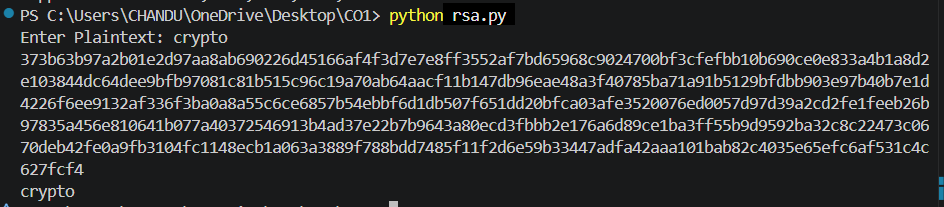 PS C:\Users\CHANDU\OneDrive\Desktop\CO1> python rsa.py
Enter Plaintext: crypto
373b63b97a2b01e2d97aa8ab690226d45166af4f3d7e7e8ff3552af7bd65968c9024700bf3cfefbb10b690ce0e833a4b1a8d2
e103844dc64dee9bfb97081c81b515c96c19a70ab64aacf11b147db96eae48a3f40785ba71a91b5129bfdbb903e97b40b7e1d
4226f6ee9132af336f3ba0a8a55c6ce6857b54ebbf6d1db507f651dd20bfca03afe3520076ed0057d97d39a2cd2fe1feeb26b
97835a456e810641b077a40372546913b4ad37e22b7b9643a80ecd3fbbb2e176a6d89ce1ba3ff55b9d9592ba32c8c22473c06
70deb42fe0a9fb3104fc1148ecb1a063a3889f788bdd7485f11f2d6e59b33447adfa42aaa101bab82c4035e65efc6af531c4c
627fcf4
crypto